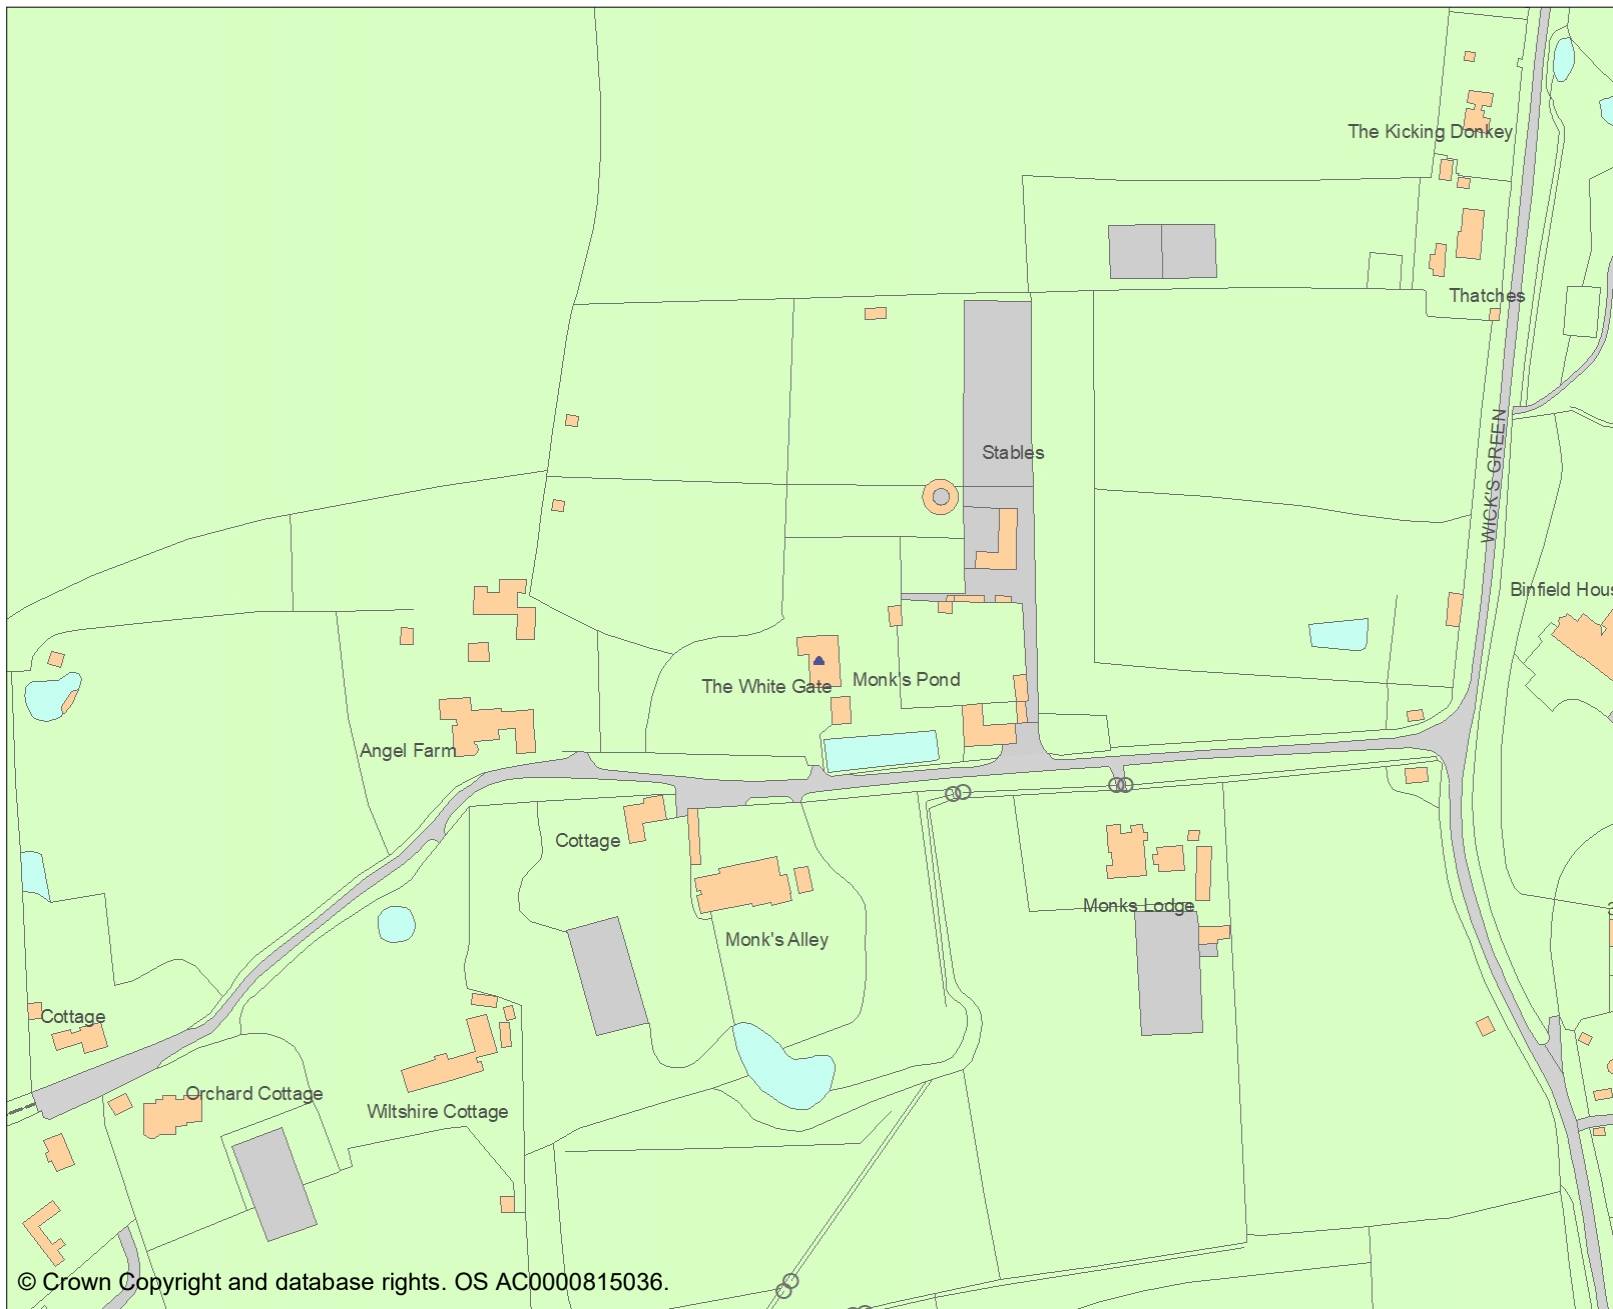 The Kicking Donkey
Thatches
WICK'S GREEN
Stables
Binfield Hous
The White Gate
Monk's Pond
Angel Farm
Cottage
Monks Lodge
Monk's Alley
Cottage
Orchard Cottage
Wiltshire Cottage
© Crown Copyright and database rights. OS AC0000815036.